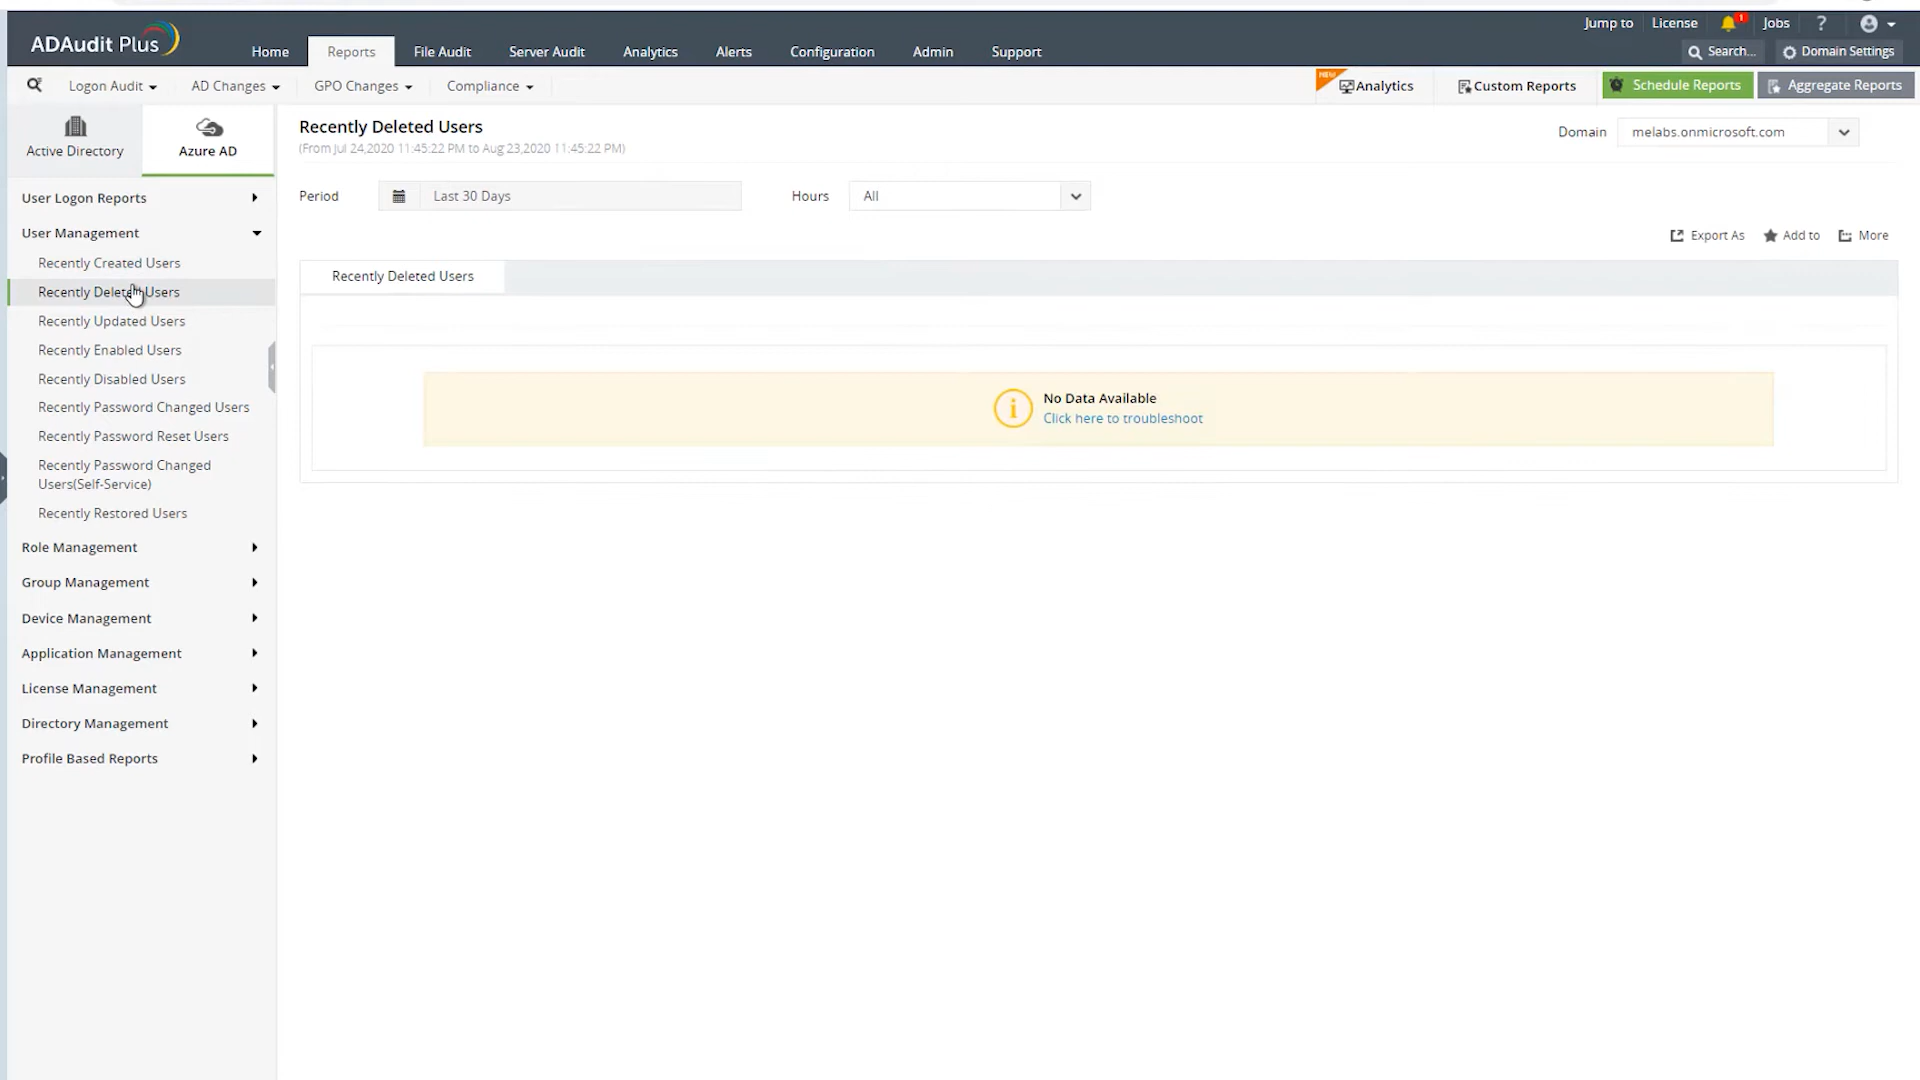 Jump to License 1 Jobs ?
ADAudit Plus
Home Reports File Audit Server Audit Analytics Alerts Configuration Admin Support
Search... Domain Settings
Logon Audit AD Changes GPO Changes Compliance
NEW Analytics Custom Reports Schedule Reports Aggregate Reports
Active Directory Azure AD
User Logon Reports
User Management
Recently Created Users
Recently Deleted Users
Recently Updated Users
Recently Enabled Users
Recently Disabled Users
Recently Password Changed Users
Recently Password Reset Users
Recently Password Changed
Users(Self-Service)
Recently Restored Users
Role Management
Group Management
Device Management
Application Management
License Management
Directory Management
Profile Based Reports
Recently Deleted Users
(From Jul 24,2020 11:45:22 PM to Aug 23,2020 11:45:22 PM)
Domain melabs.onmicrosoft.com
Period Last 30 Days Hours All
Export As Add to More
Recently Deleted Users
No Data Available
Click here to troubleshoot